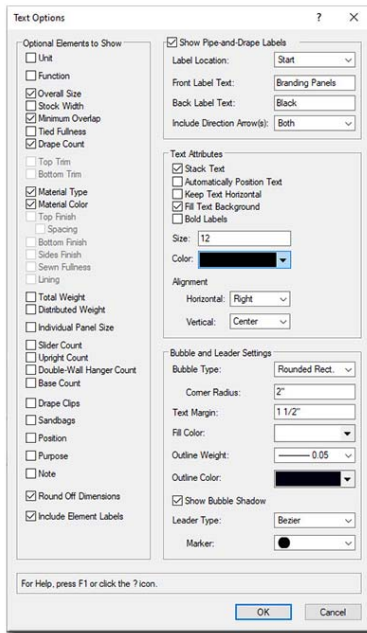 Text Options
?
Optional Elements to Show
Unit
Function
Overall Size
Stock Width
Minimum Overlap
Tied Fullness
Drape Count
Top Trim
Bottom Trim
Material Type
Material Color
Top Finish
Spacing
Bottom Finish
Sides Finish
Sewn Fullness
Lining
Total Weight
Distributed Weight
Individual Panel Size
Slider Count
Upright Count
Double-Wall Hanger Count
Base Count
Drape Clips
Sandbags
Position
Purpose
Note
Round Off Dimensions
Include Element Labels
Show Pipe-and-Drape Labels
Label Location: Start
Front Label Text: Branding Panels
Back Label Text: Black
Include Direction Arrow(s): Both
Text Attributes
Stack Text
Automatically Position Text
Keep Text Horizontal
Fill Text Background
Bold Labels
Size: 12
Color:
Alignment
Horizontal: Right
Vertical: Center
Bubble and Leader Settings
Bubble Type: Rounded Rect.
Corner Radius: 2"
Text Margin: 1 1/2"
Fill Color:
Outline Weight: 0.05
Outline Color:
Show Bubble Shadow
Leader Type: Bezier
Marker:
For Help, press F1 or click the ? icon.
OK Cancel